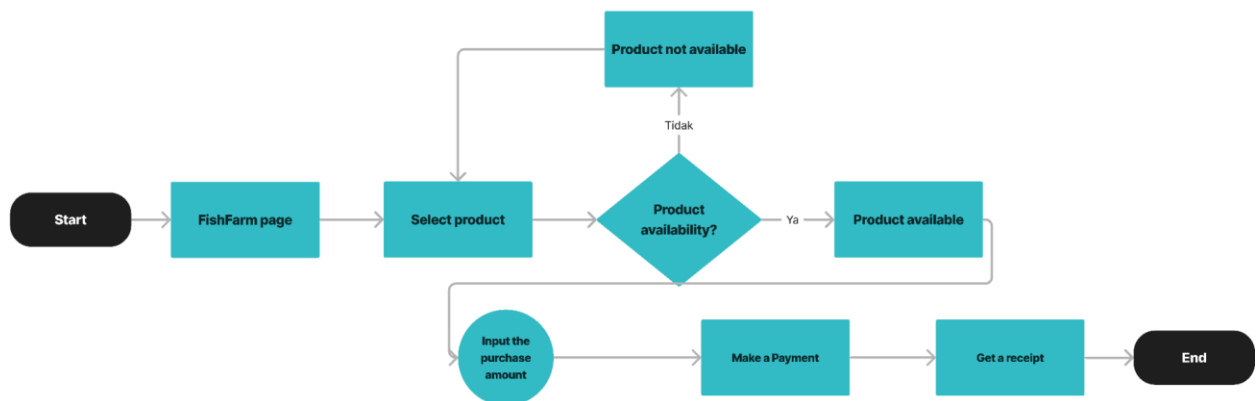 Product not available
Tidak
Start
FishFarm page
Select product
Product
availability?
Ya
Product available
Input the
purchase
amount
Make a Payment
Get a receipt
End